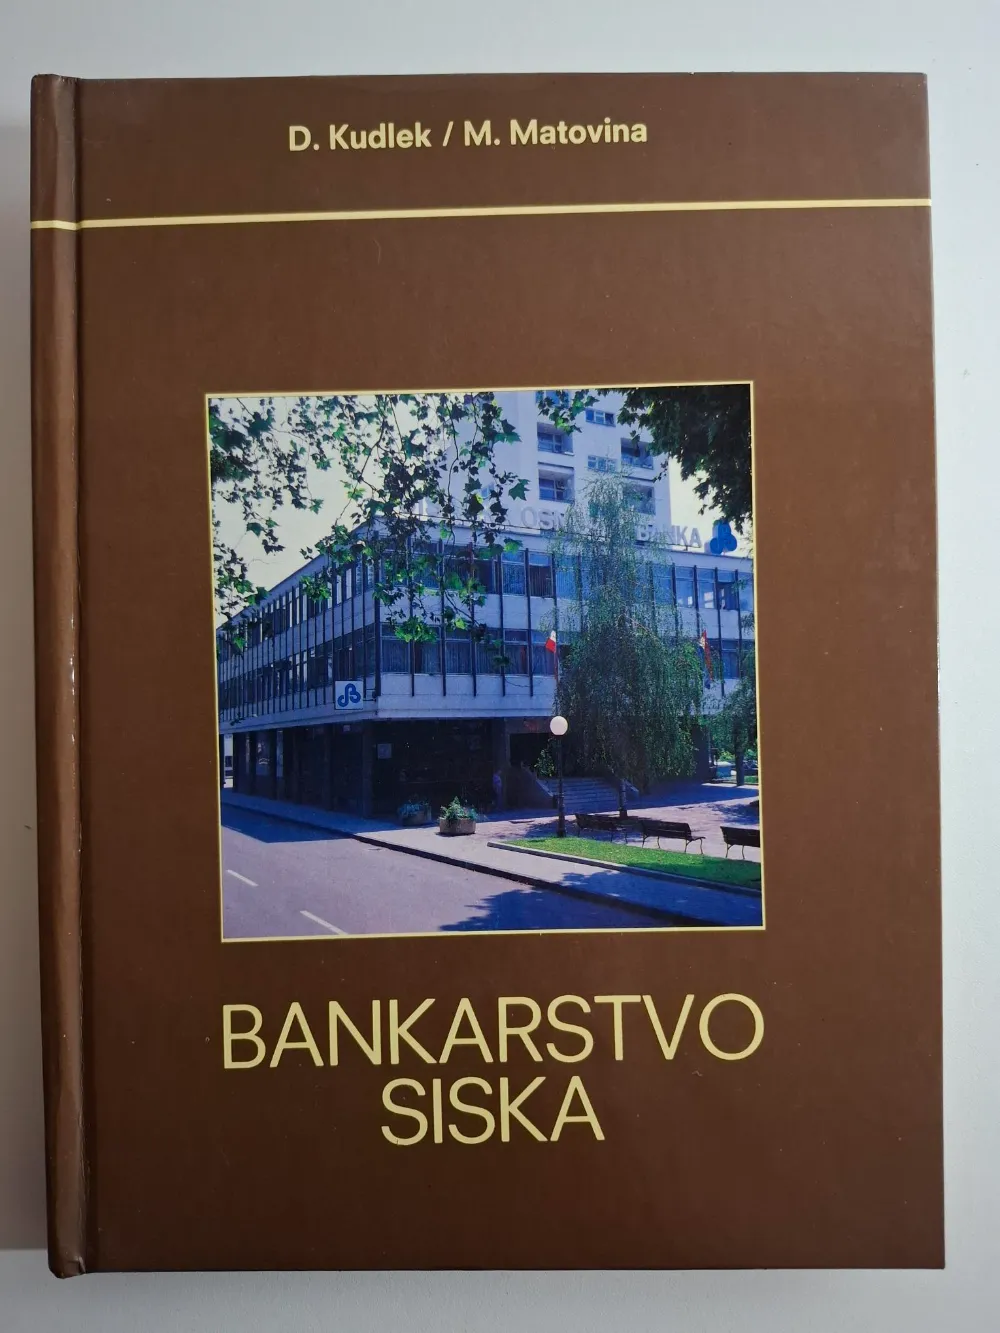 D. Kudlek / M. Matovina
BANKA
BANKARSTVO
SISKA